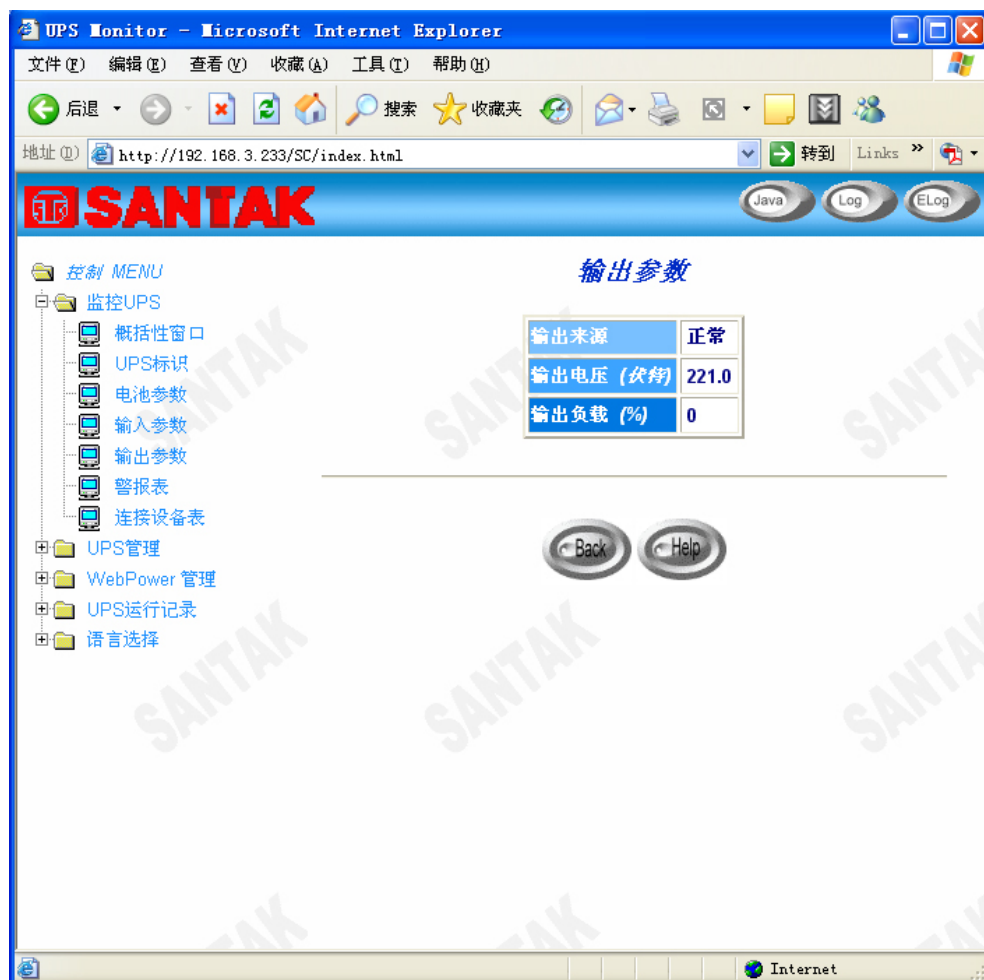 UPS Monitor - Microsoft Internet Explorer
文件(F) 编辑(E) 查看(V) 收藏(A) 工具(T) 帮助(H)
后退 搜索 收藏夹
地址(D) http://192.168.3.233/SC/index.html 转到 Links »
SANTAK Java Log ELog
控制 MENU
监控UPS
概括性窗口
UPS标识
电池参数
输入参数
输出参数
警报表
连接设备表
UPS管理
WebPower 管理
UPS运行记录
语言选择
输出参数
输出来源 正常
输出电压 (伏特) 221.0
输出负载 (%) 0
Back Help
SANTAK
SANTAK
SANTAK
SANTAK
SANTAK
SANTAK
Internet